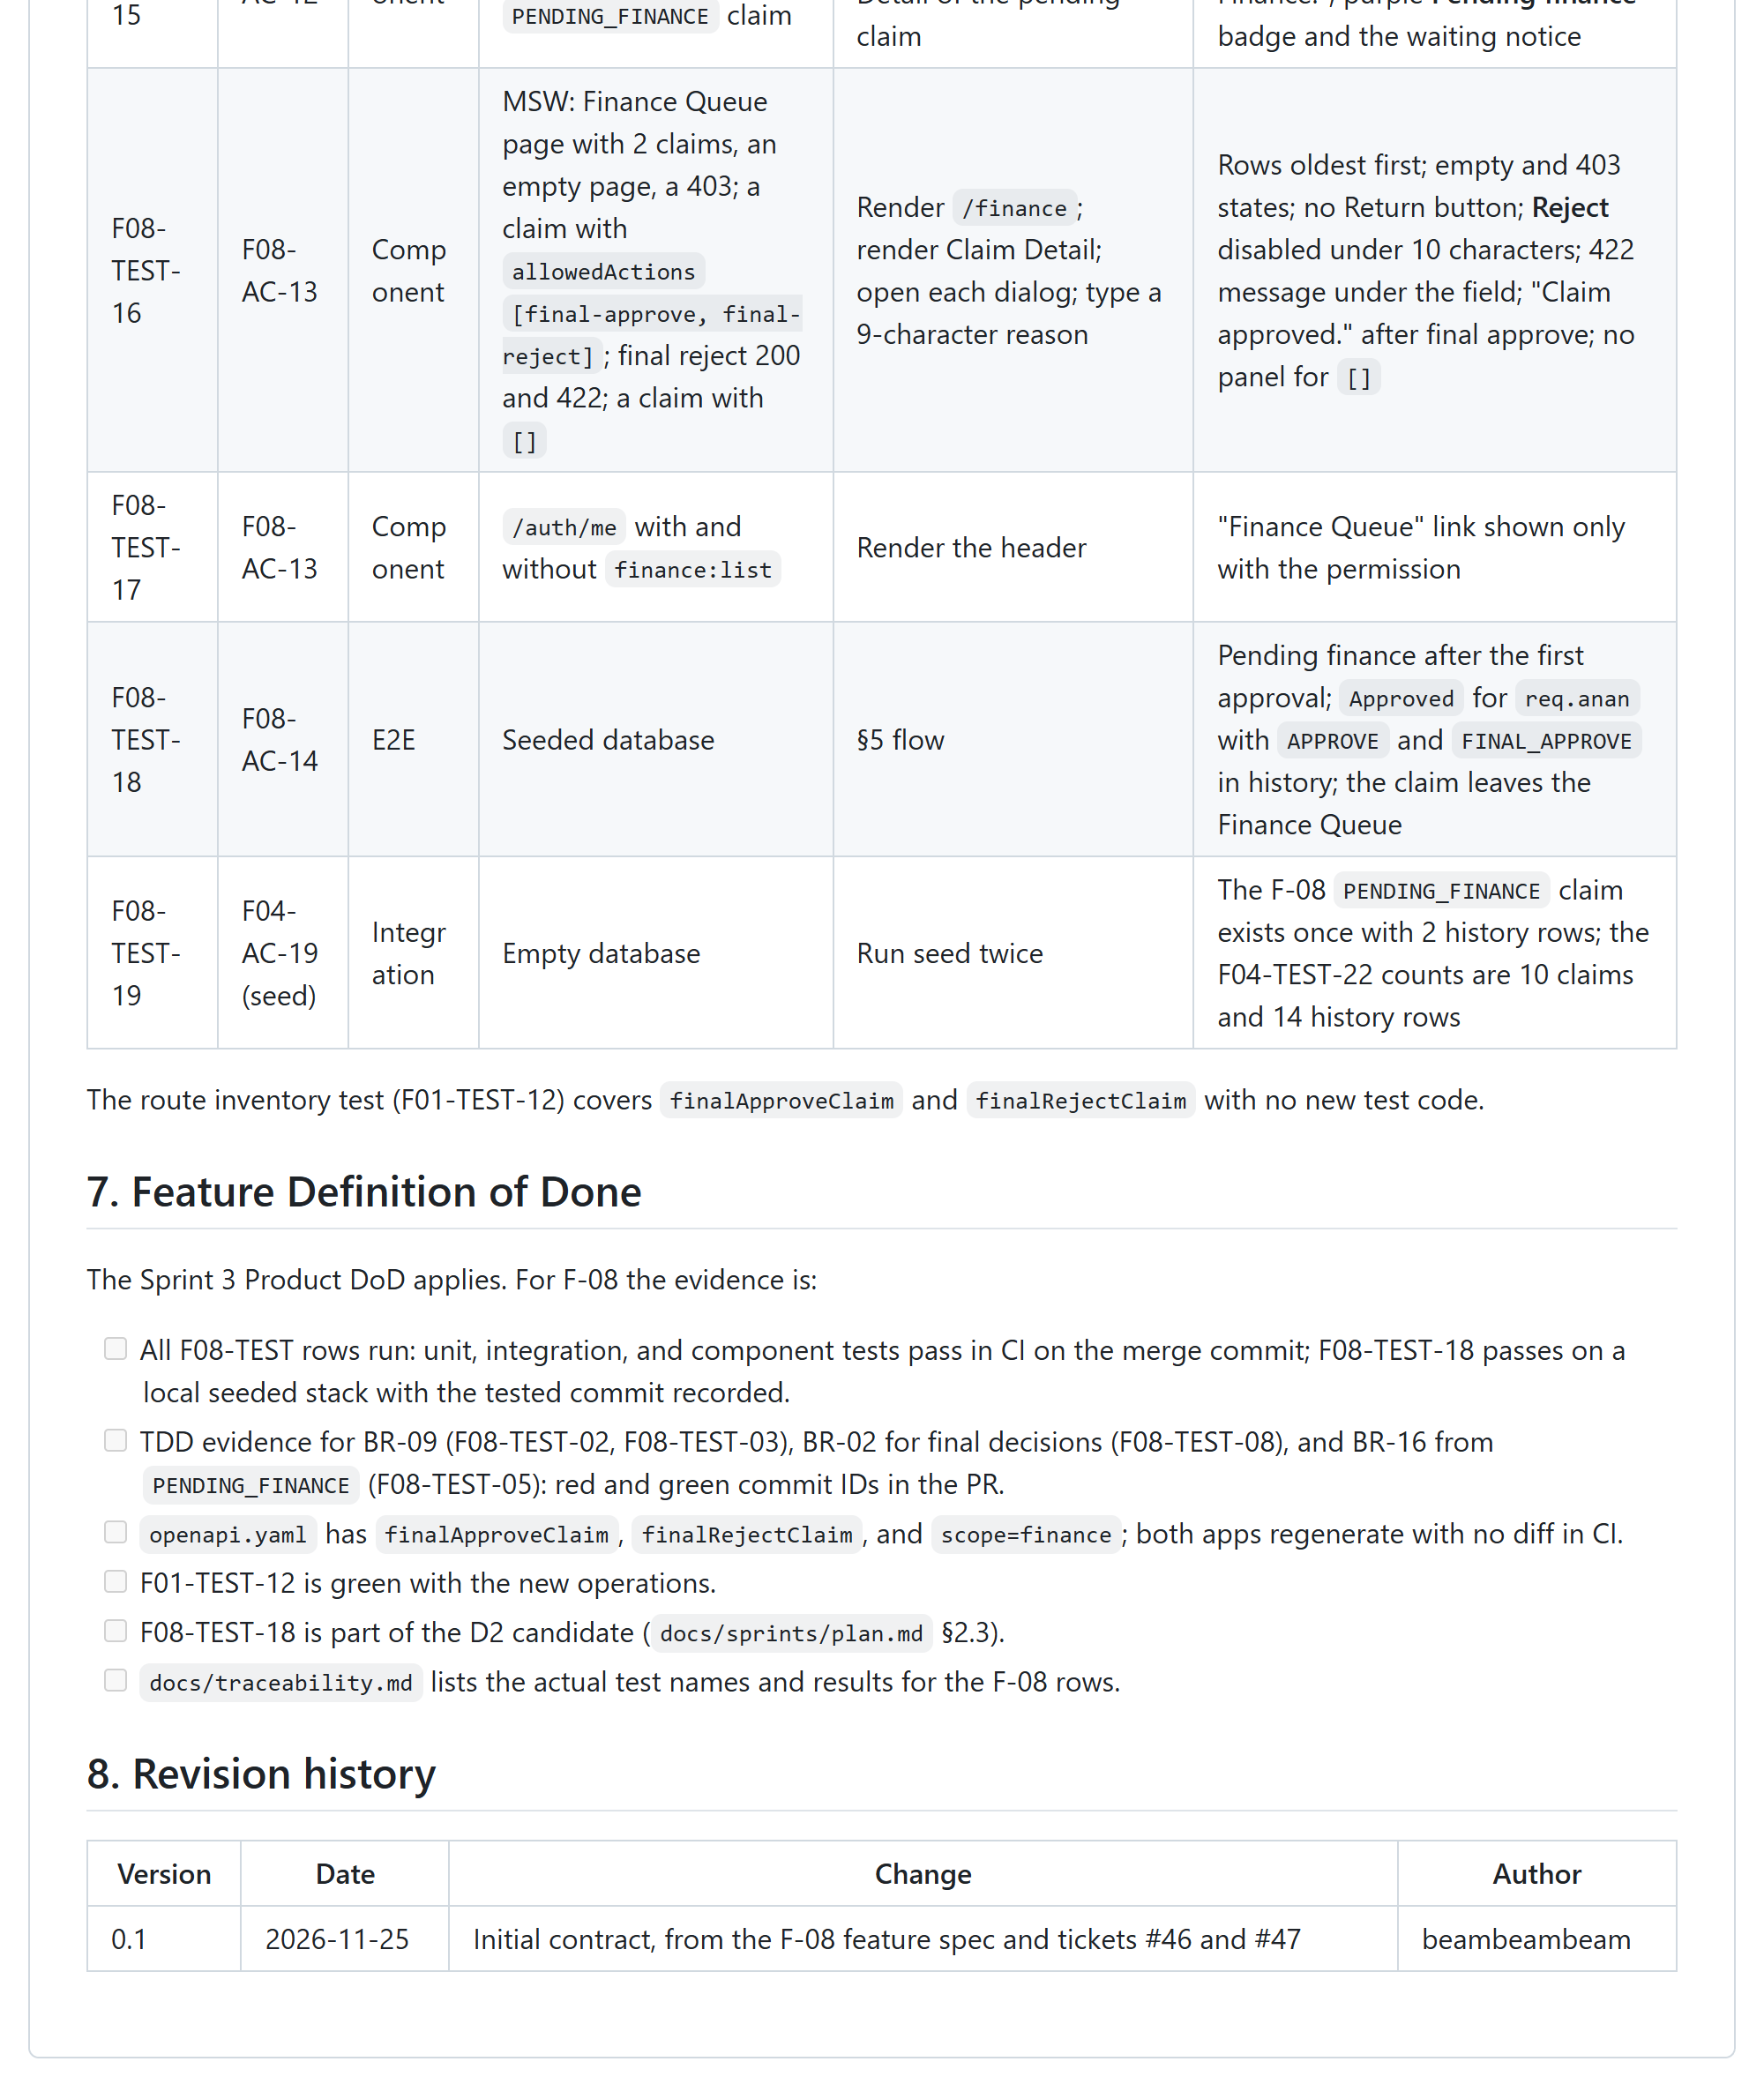 15
PENDING_FINANCE claim
claim
badge and the waiting notice
F08-
TEST-
16
F08-
AC-13
Comp
onent
MSW: Finance Queue
page with 2 claims, an
empty page, a 403; a
claim with
allowedActions
[final-approve, final-
reject] ; final reject 200
and 422; a claim with
[]
Render /finance ;
render Claim Detail;
open each dialog; type a
9-character reason
Rows oldest first; empty and 403
states; no Return button; Reject
disabled under 10 characters; 422
message under the field; "Claim
approved." after final approve; no
panel for []
F08-
TEST-
17
F08-
AC-13
Comp
onent
/auth/me with and
without finance:list
Render the header
"Finance Queue" link shown only
with the permission
F08-
TEST-
18
F08-
AC-14
E2E
Seeded database
§5 flow
Pending finance after the first
approval; Approved for req.anan
with APPROVE and FINAL_APPROVE
in history; the claim leaves the
Finance Queue
F08-
TEST-
19
F04-
AC-19
(seed)
Integr
ation
Empty database
Run seed twice
The F-08 PENDING_FINANCE claim
exists once with 2 history rows; the
F04-TEST-22 counts are 10 claims
and 14 history rows
The route inventory test (F01-TEST-12) covers finalApproveClaim and finalRejectClaim with no new test code.
7. Feature Definition of Done
The Sprint 3 Product DoD applies. For F-08 the evidence is:
All F08-TEST rows run: unit, integration, and component tests pass in CI on the merge commit; F08-TEST-18 passes on a
local seeded stack with the tested commit recorded.
TDD evidence for BR-09 (F08-TEST-02, F08-TEST-03), BR-02 for final decisions (F08-TEST-08), and BR-16 from
PENDING_FINANCE (F08-TEST-05): red and green commit IDs in the PR.
openapi.yaml has finalApproveClaim, finalRejectClaim, and scope=finance; both apps regenerate with no diff in CI.
F01-TEST-12 is green with the new operations.
F08-TEST-18 is part of the D2 candidate (docs/sprints/plan.md §2.3).
docs/traceability.md lists the actual test names and results for the F-08 rows.
8. Revision history
Version
Date
Change
Author
0.1
2026-11-25
Initial contract, from the F-08 feature spec and tickets #46 and #47
beambeambeam